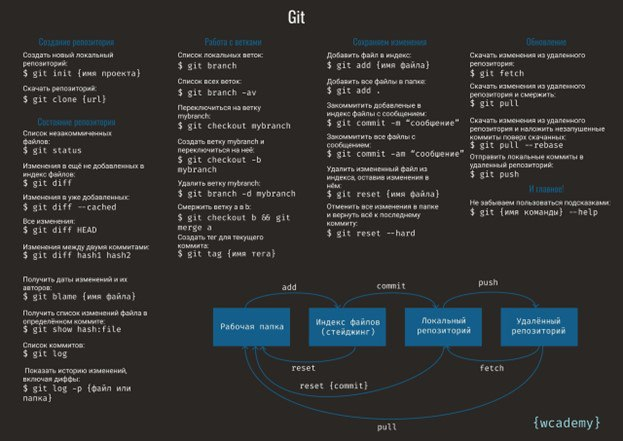 Git
Создание репозитория
Создать новый локальный
репозиторий:
$ git init {имя проекта}
Скачать репозиторий:
$ git clone {url}
Состояние репозитория
Список незакоммиченных
файлов:
$ git status
Изменения в ещё не добавленных в
индекс файлов:
$ git diff
Изменения в уже добавленных:
$ git diff --cached
Все изменения:
$ git diff HEAD
Изменения между двумя коммитами:
$ git diff hash1 hash2
Получить даты изменений и их
авторов:
$ git blame {имя файла}
Получить список изменений файла в
определённом коммите:
$ git show hash:file
Список коммитов:
$ git log
Показать историю изменений,
включая диффы:
$ git log -p {файл или
папка}
Работа с ветками
Список локальных веток:
$ git branch
Список всех веток:
$ git branch -av
Переключиться на ветку
mybranch:
$ git checkout mybranch
Создать ветку mybranch и
переключиться на неё:
$ git checkout -b
mybranch
Удалить ветку mybranch:
$ git branch -d mybranch
Смержить ветку a в b:
$ git checkout b && git
merge a
Создать тег для текущего
коммита:
$ git tag {имя тега}
Сохранением изменения
Добавить файл в индекс:
$ git add {имя файла}
Добавить все файлы в папке:
$ git add .
Закоммитить добавленые в
индекс файлы с сообщением:
$ git commit -m “сообщение”
Закоммитить все файлы с
сообщением:
$ git commit -am “сообщение”
Удалить измененный файл из
индекса, оставив изменения в
нём:
$ git reset {имя файла}
Отменить все изменения в папке
и вернуть всё к последнему
коммиту:
$ git reset --hard
Обновление
Скачать изменения из удаленного
репозитория:
$ git fetch
Скачать изменения из удаленного
репозитория и смержить:
$ git pull
Скачать изменения из удаленного
репозитория и наложить незапушенные
коммиты поверх скачанных:
$ git pull --rebase
Отправить локальные коммиты в
удаленный репозиторий:
$ git push
И главное!
Не забываем пользоваться подсказками:
$ git {имя команды} --help
add
commit
push
Рабочая папка
Индекс файлов
(стейджинг)
Локальный
репозиторий
Удалённый
репозиторий
reset
fetch
reset {commit}
pull
{wcademy}